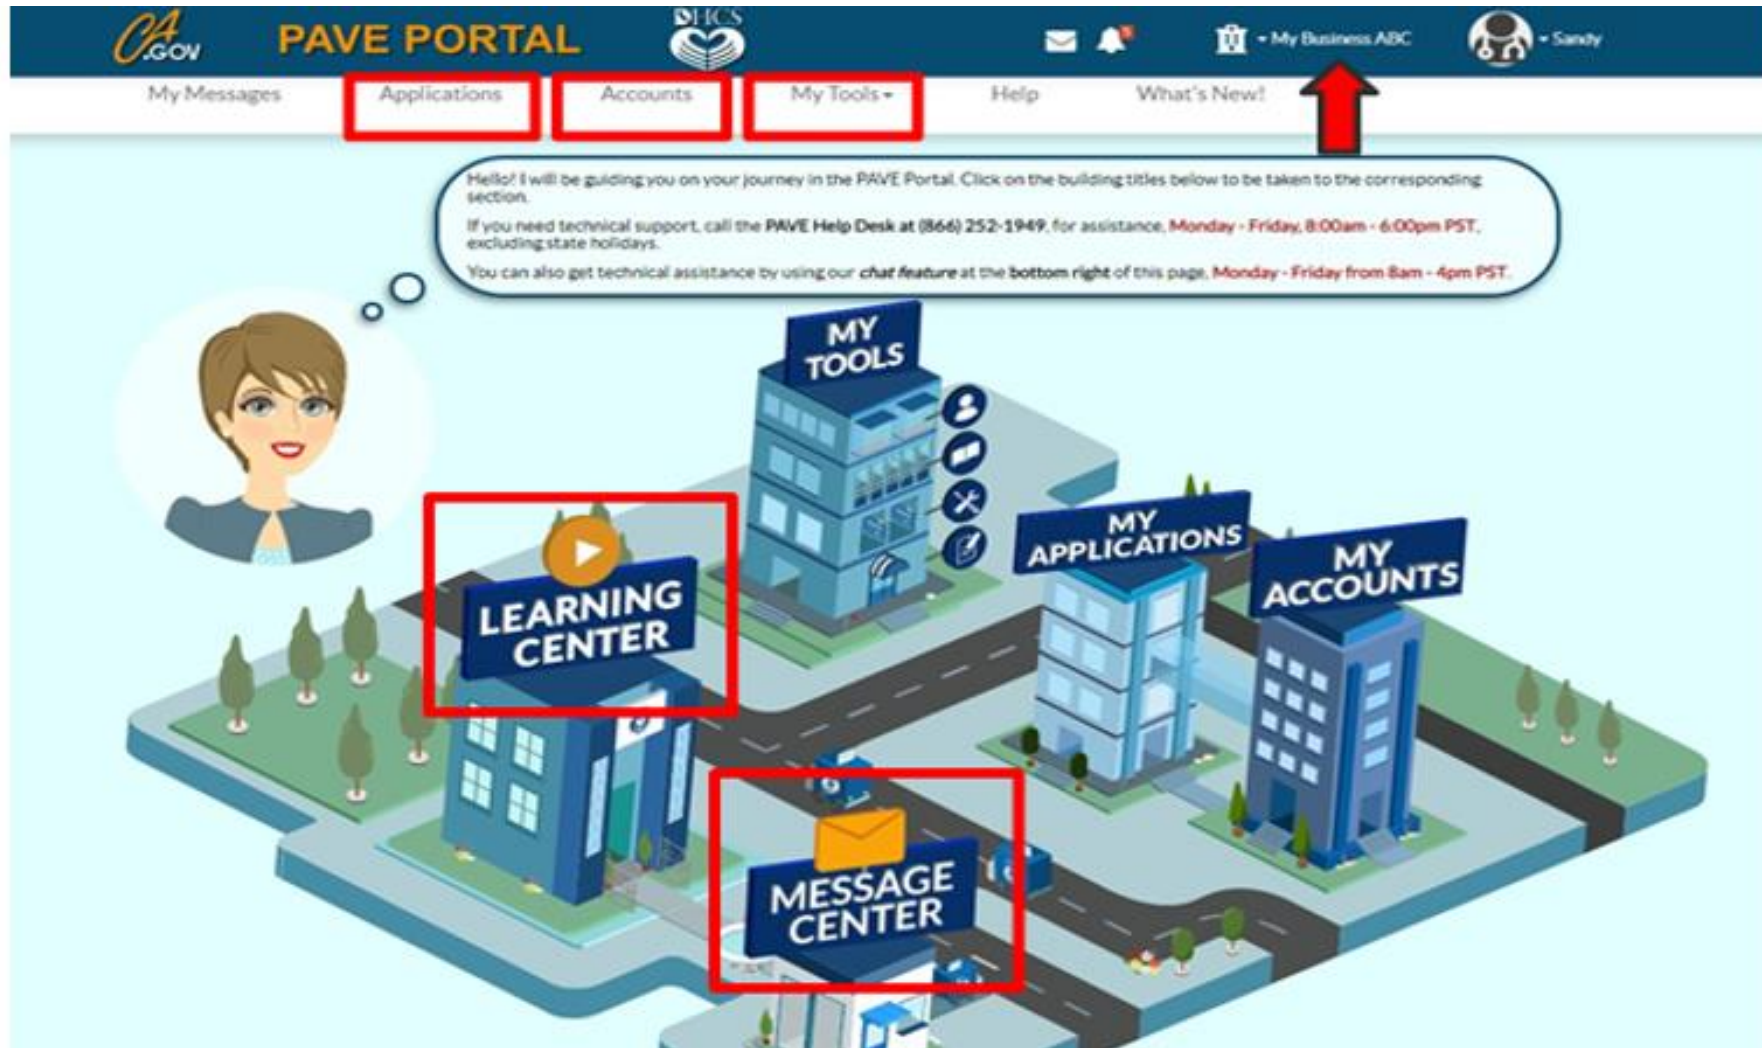 CA.GOV PAVE PORTAL DHCS My Business ABC Sandy
My Messages Applications Accounts My Tools Help What's New!
Hello! I will be guiding you on your journey in the PAVE Portal. Click on the building titles below to be taken to the corresponding
section.
If you need technical support, call the PAVE Help Desk at (866) 252-1949, for assistance, Monday - Friday, 8:00am - 6:00pm PST,
excluding state holidays.
You can also get technical assistance by using our chat feature at the bottom right of this page, Monday - Friday from 8am - 4pm PST.
MY
TOOLS
MY
APPLICATIONS
MY
ACCOUNTS
LEARNING
CENTER
MESSAGE
CENTER